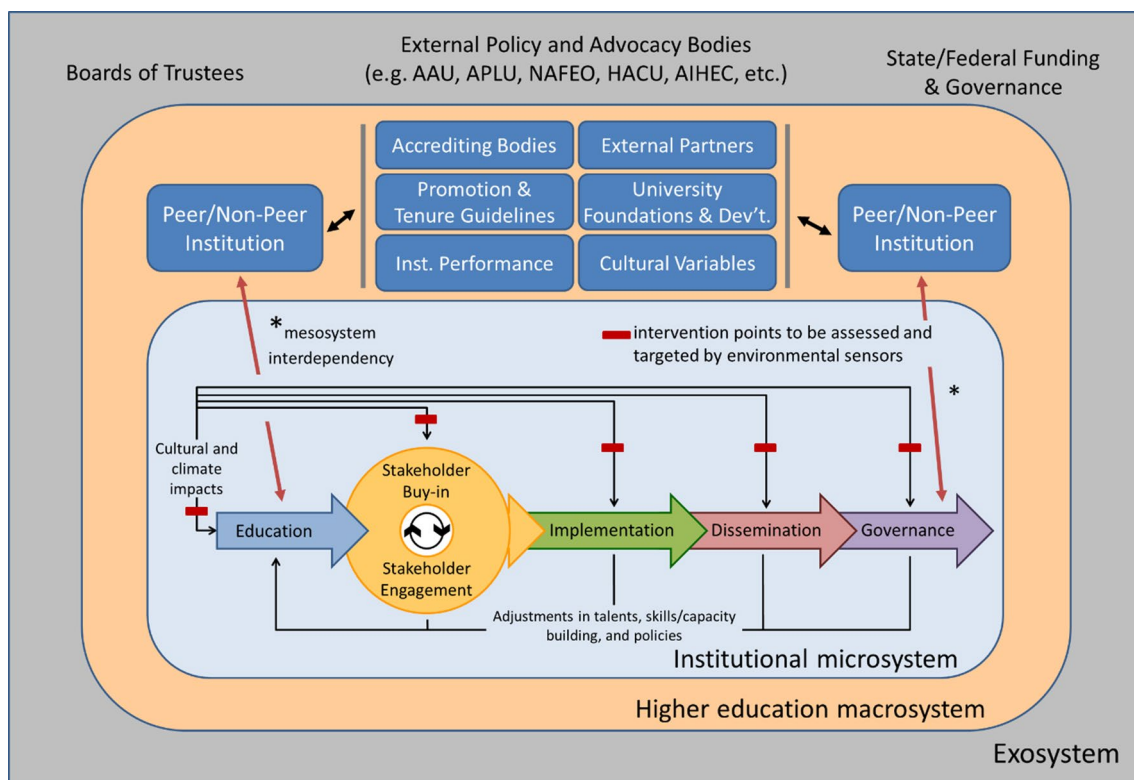 External Policy and Advocacy Bodies
(e.g. AAU, APLU, NAFEO, HACU, AIHEC, etc.)
Boards of Trustees
State/Federal Funding
& Governance
Accrediting Bodies
External Partners
Promotion &
Tenure Guidelines
University
Foundations & Dev't.
Inst. Performance
Cultural Variables
Peer/Non-Peer
Institution
Peer/Non-Peer
Institution
* mesosystem
interdependency
intervention points to be assessed and
targeted by environmental sensors
*
Cultural and
climate
impacts
Education
Stakeholder
Buy-in
Stakeholder
Engagement
Implementation
Dissemination
Governance
Adjustments in talents, skills/capacity
building, and policies
Institutional microsystem
Higher education macrosystem
Exosystem